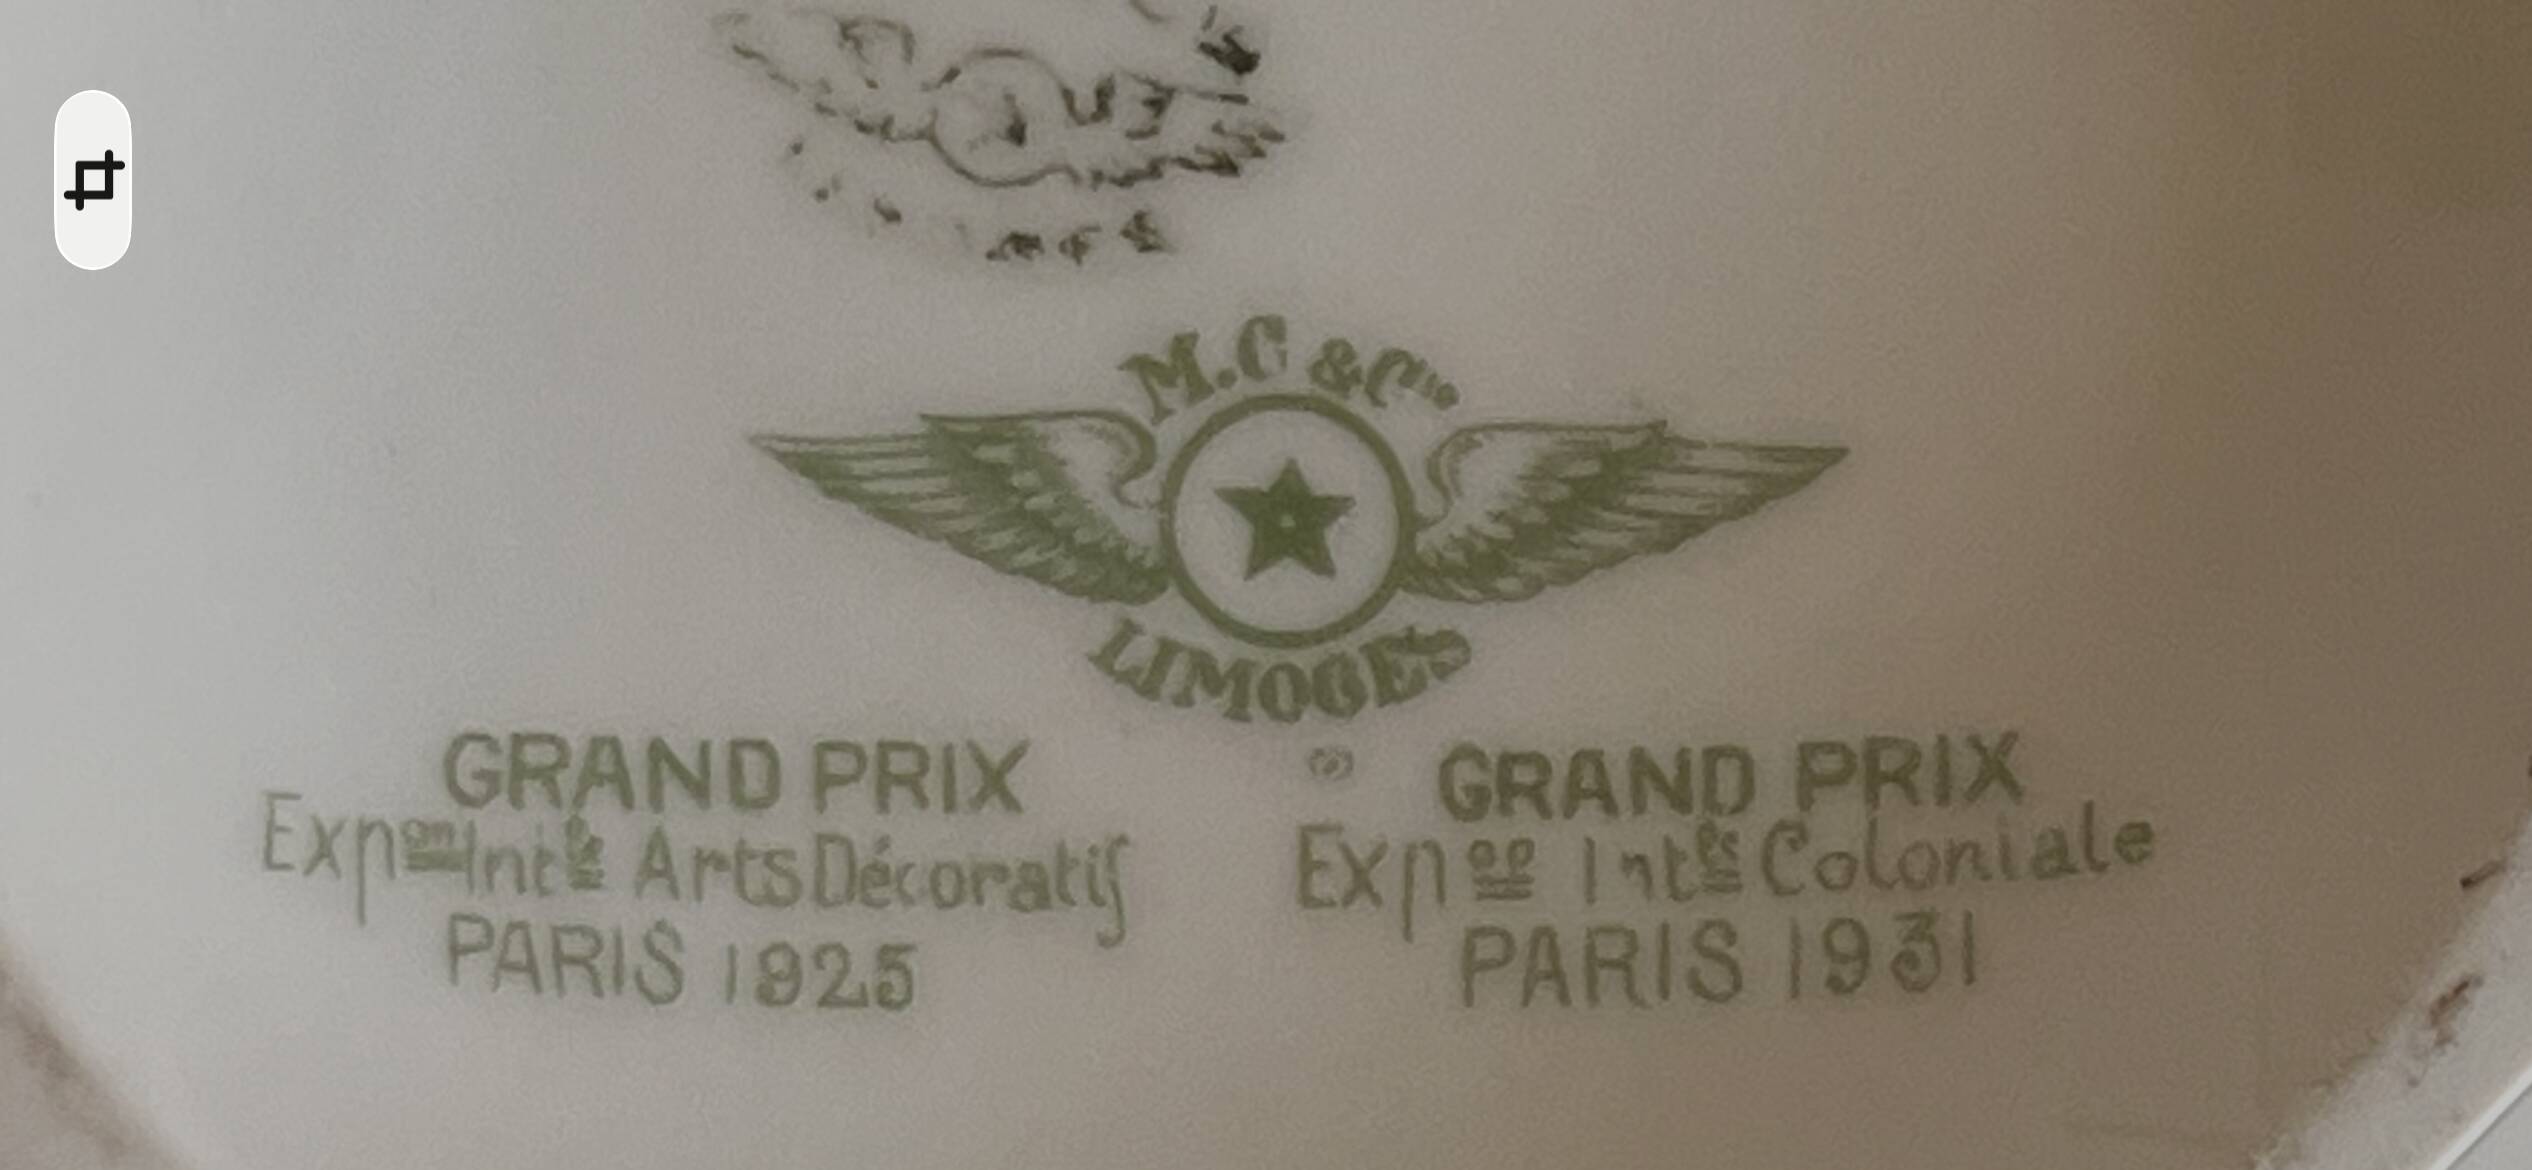 M.C & Cie
LIMOGES
GRAND PRIX
Expon Intle Arts Décoratifs
PARIS 1925
GRAND PRIX
Expon Intle Coloniale
PARIS 1931